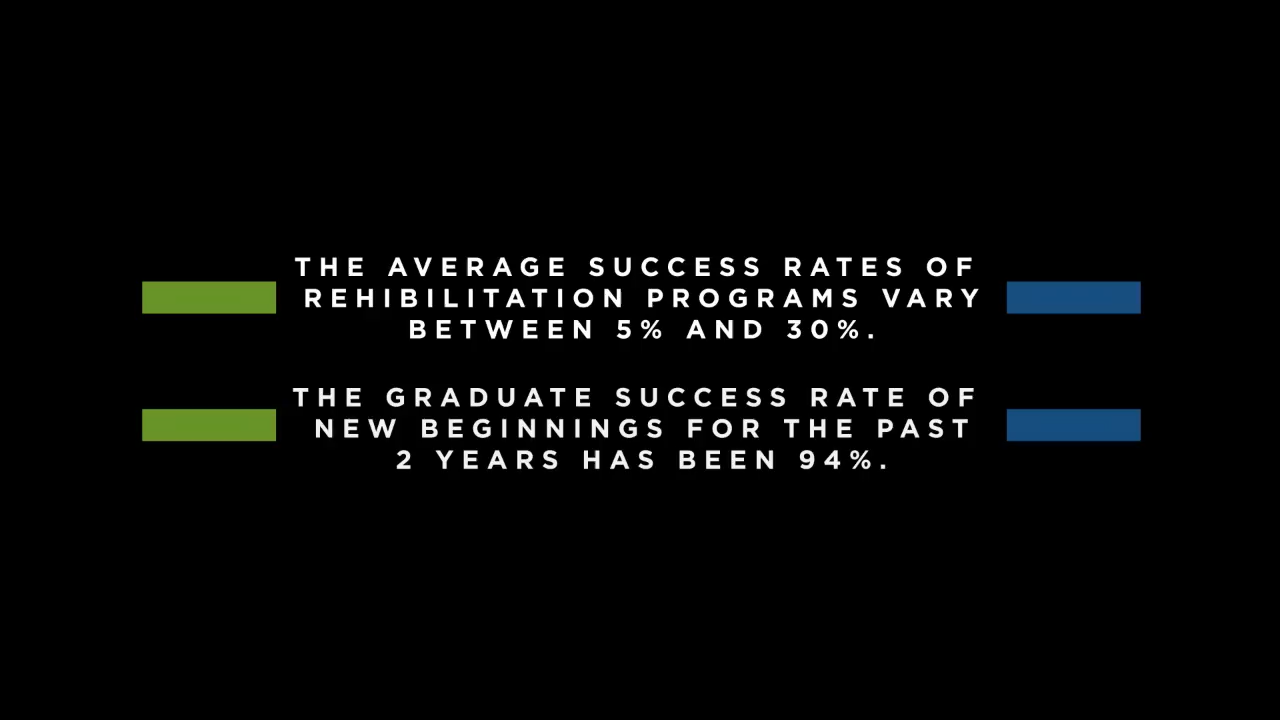 THE AVERAGE SUCCESS RATES OF
REHIBILITATION PROGRAMS VARY
BETWEEN 5% AND 30%.
THE GRADUATE SUCCESS RATE OF
NEW BEGINNINGS FOR THE PAST
2 YEARS HAS BEEN 94%.